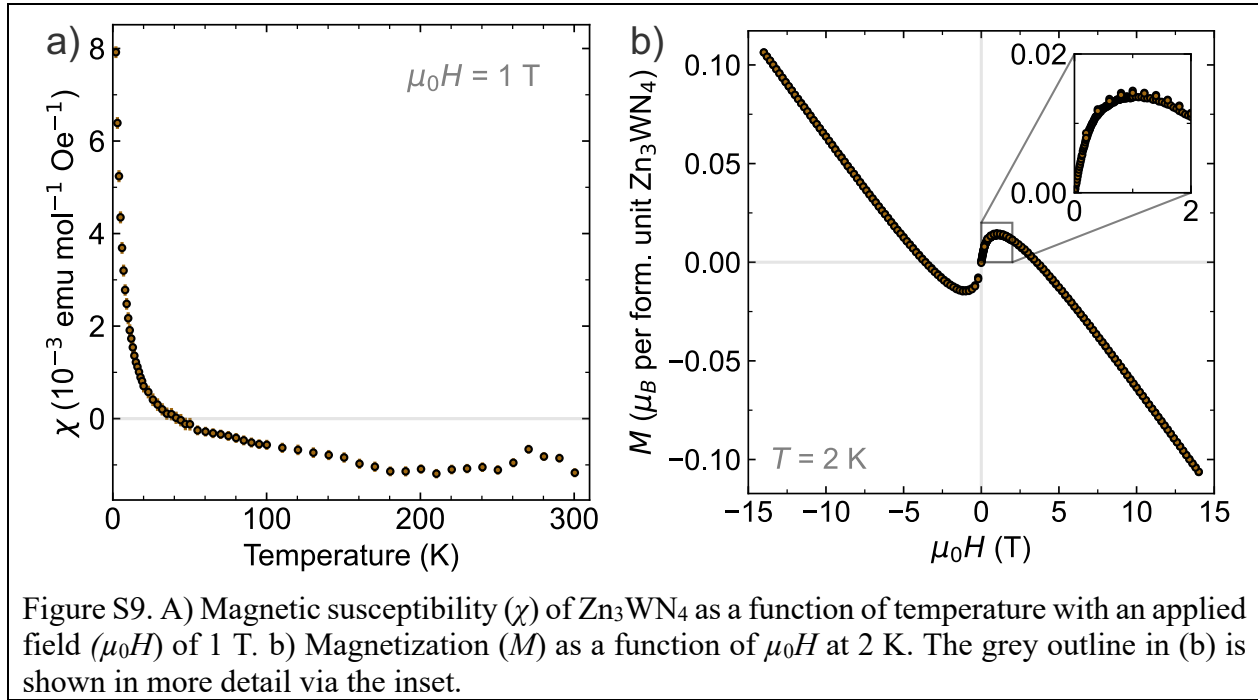 a)
8
6
4
2
0
χ (10⁻³ emu mol⁻¹ Oe⁻¹)
μ₀H = 1 T
0 100 200 300
Temperature (K)
b)
0.10
0.05
0.00
−0.05
−0.10
M (μB per form. unit Zn₃WN₄)
0.02
0.00
0 2
T = 2 K
−15 −10 −5 0 5 10 15
μ₀H (T)
Figure S9. A) Magnetic susceptibility (χ) of Zn₃WN₄ as a function of temperature with an applied
field (μ₀H) of 1 T. b) Magnetization (M) as a function of μ₀H at 2 K. The grey outline in (b) is
shown in more detail via the inset.